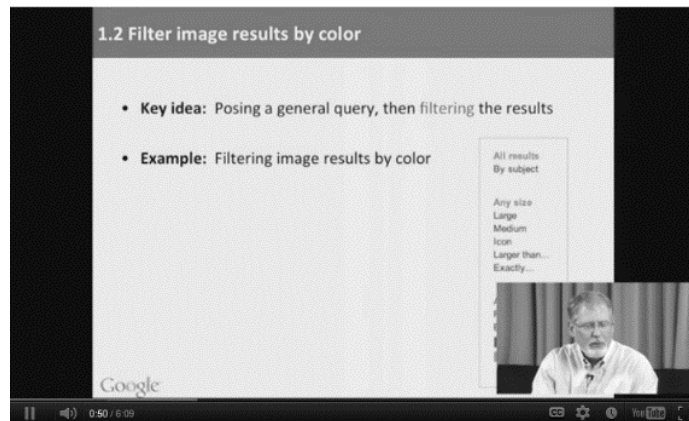 1.2 Filter image results by color
• Key idea: Posing a general query, then filtering the results
• Example: Filtering image results by color
All results
By subject
Any size
Large
Medium
Icon
Larger than...
Exactly...
Google
0:50 / 6:09
CC
YouTube